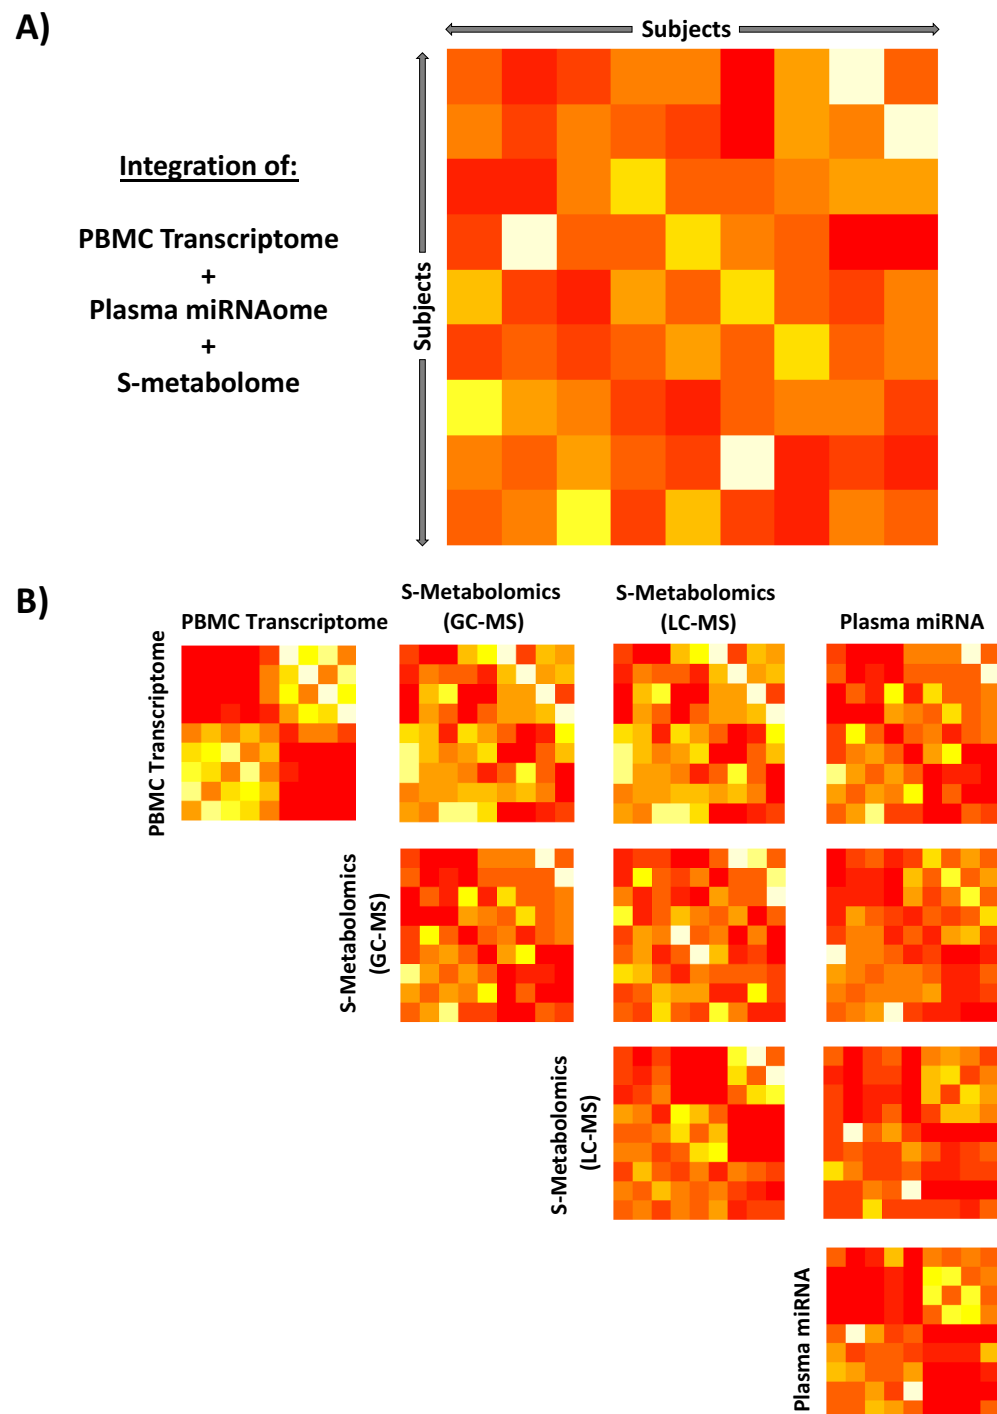 A)
Subjects
Subjects
Integration of:
PBMC Transcriptome
+
Plasma miRNAome
+
S-metabolome
B)
PBMC Transcriptome
S-Metabolomics
(GC-MS)
S-Metabolomics
(LC-MS)
Plasma miRNA
PBMC Transcriptome
S-Metabolomics
(GC-MS)
S-Metabolomics
(LC-MS)
Plasma miRNA